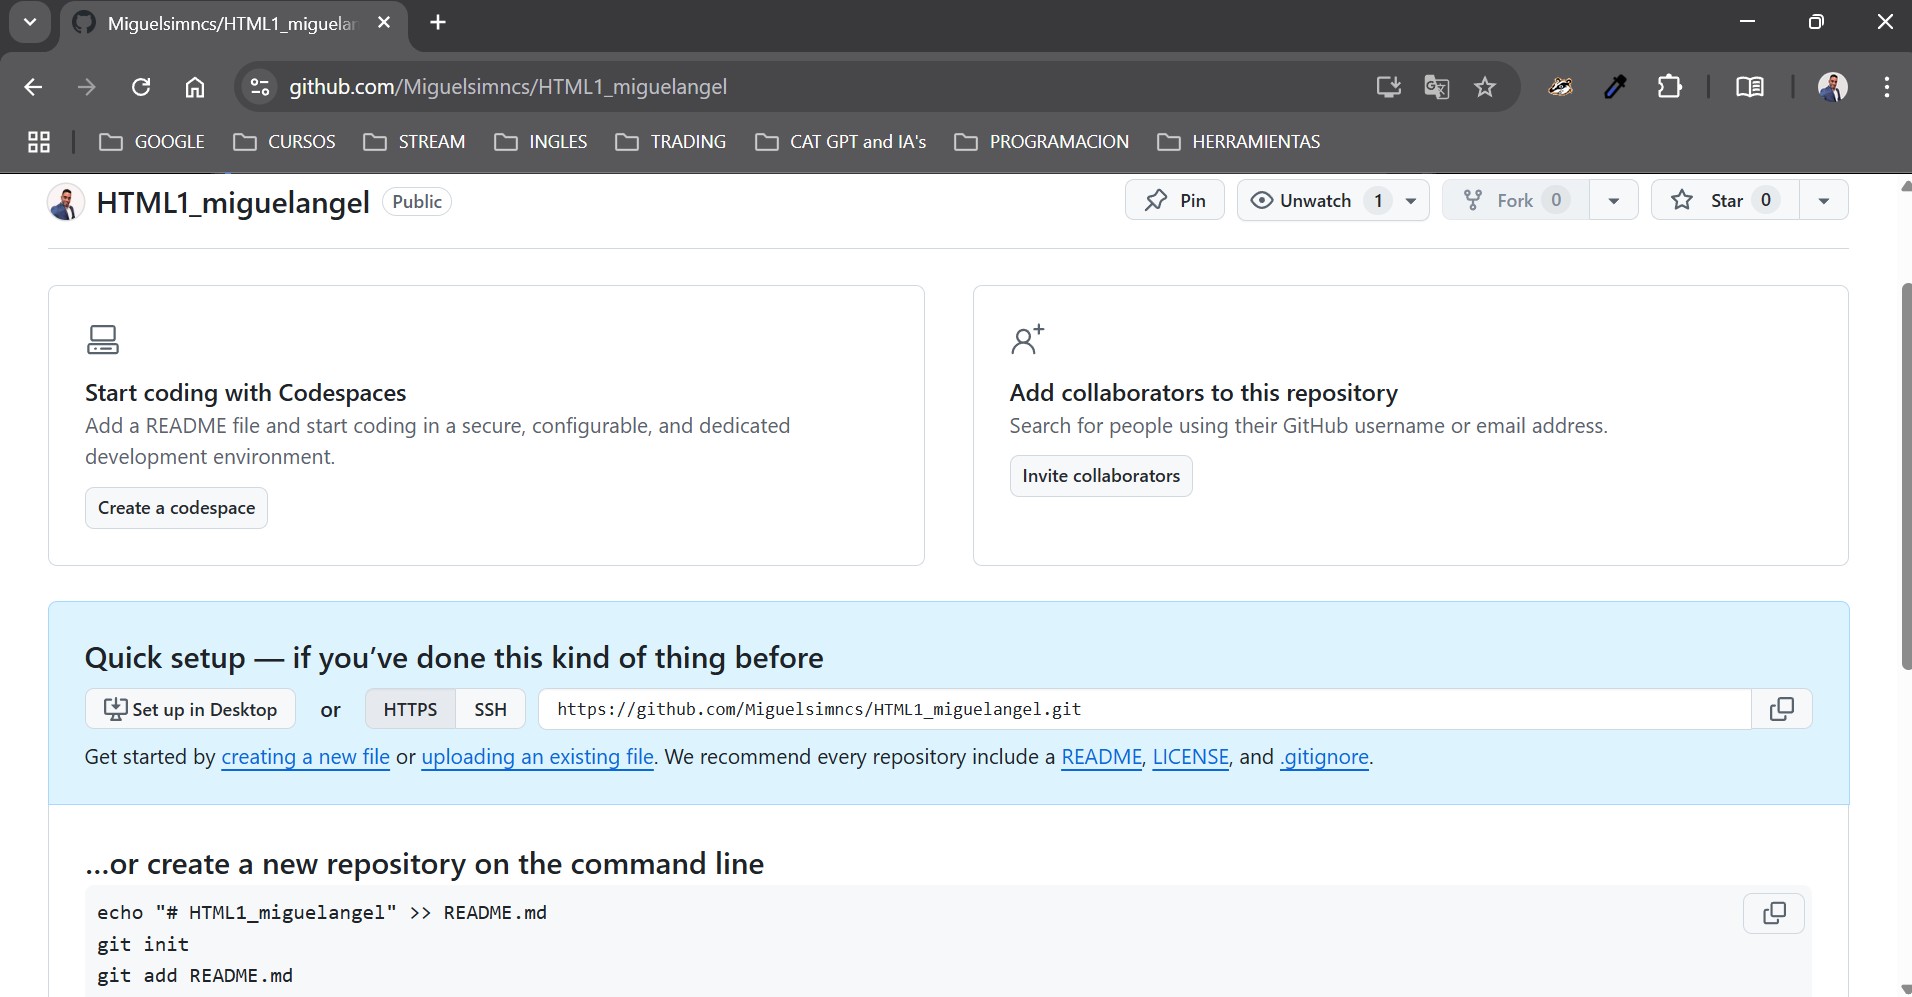 Miguelsimncs/HTML1_miguelan
github.com/Miguelsimncs/HTML1_miguelangel
GOOGLE CURSOS STREAM INGLES TRADING CAT GPT and IA's PROGRAMACION HERRAMIENTAS
HTML1_miguelangel Public Pin Unwatch 1 Fork 0 Star 0
Start coding with Codespaces
Add a README file and start coding in a secure, configurable, and dedicated
development environment.
Create a codespace
Add collaborators to this repository
Search for people using their GitHub username or email address.
Invite collaborators
Quick setup — if you’ve done this kind of thing before
Set up in Desktop or HTTPS SSH https://github.com/Miguelsimncs/HTML1_miguelangel.git
Get started by creating a new file or uploading an existing file. We recommend every repository include a README, LICENSE, and .gitignore.
…or create a new repository on the command line
echo "# HTML1_miguelangel" >> README.md
git init
git add README.md